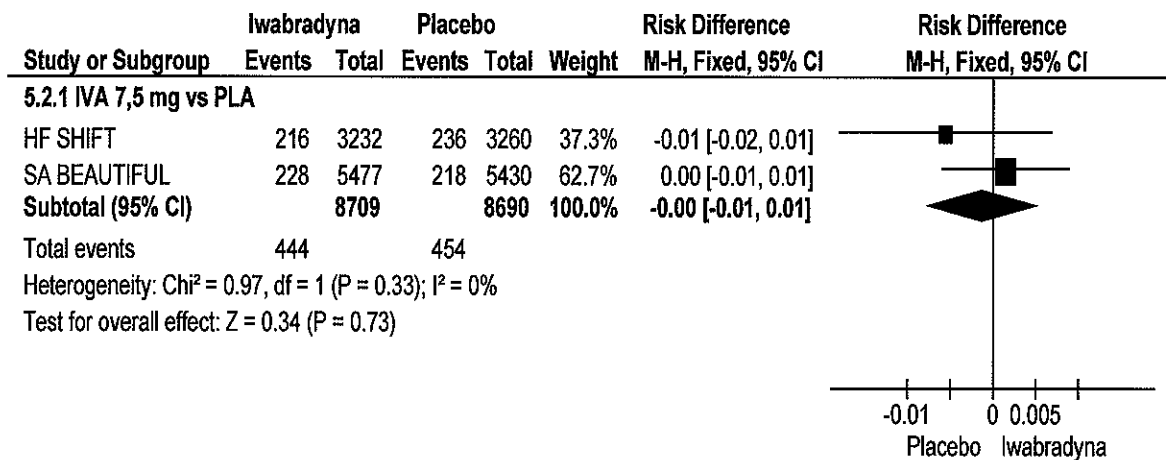 Iwabradyna Placebo Risk Difference Risk Difference
Study or Subgroup Events Total Events Total Weight M-H, Fixed, 95% CI M-H, Fixed, 95% CI
5.2.1 IVA 7,5 mg vs PLA
HF SHIFT 216 3232 236 3260 37.3% -0.01 [-0.02, 0.01]
SA BEAUTIFUL 228 5477 218 5430 62.7% 0.00 [-0.01, 0.01]
Subtotal (95% CI) 8709 8690 100.0% -0.00 [-0.01, 0.01]
Total events 444 454
Heterogeneity: Chi² = 0.97, df = 1 (P = 0.33); I² = 0%
Test for overall effect: Z = 0.34 (P = 0.73)
-0.01 0 0.005
Placebo Iwabradyna